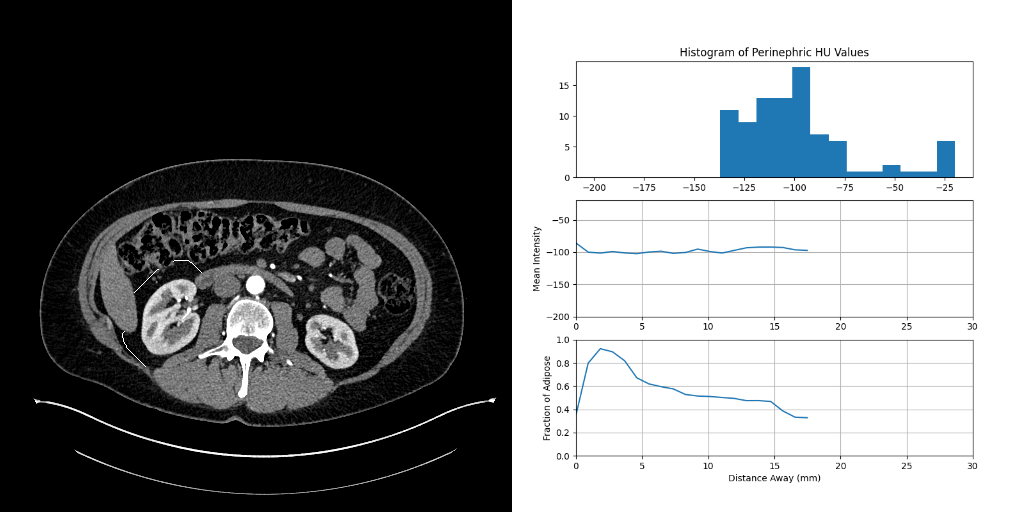 Histogram of Perinephric HU Values
15
10
5
0
−200 −175 −150 −125 −100 −75 −50 −25
Mean Intensity
−50
−100
−150
−200
0 5 10 15 20 25 30
Fraction of Adipose
1.0
0.8
0.6
0.4
0.2
0.0
0 5 10 15 20 25 30
Distance Away (mm)